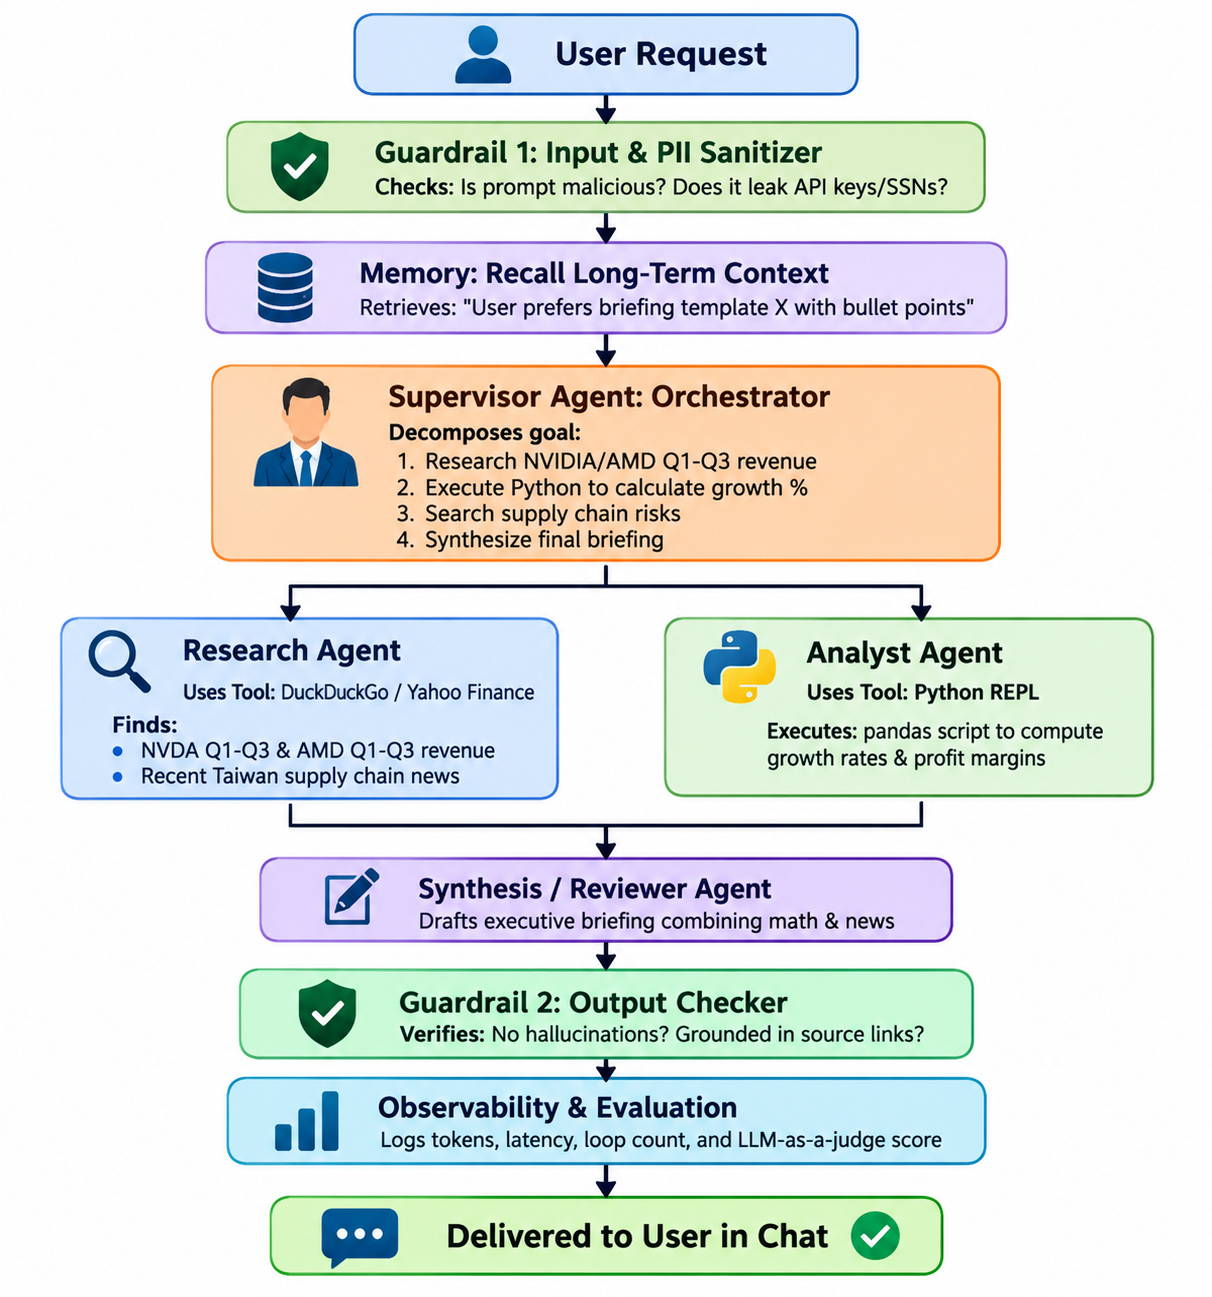 User Request
Guardrail 1: Input & PII Sanitizer
Checks: Is prompt malicious? Does it leak API keys/SSNs?
Memory: Recall Long-Term Context
Retrieves: "User prefers briefing template X with bullet points"
Supervisor Agent: Orchestrator
Decomposes goal:
1. Research NVIDIA/AMD Q1-Q3 revenue
2. Execute Python to calculate growth %
3. Search supply chain risks
4. Synthesize final briefing
Research Agent
Uses Tool: DuckDuckGo / Yahoo Finance
Finds:
• NVDA Q1-Q3 & AMD Q1-Q3 revenue
• Recent Taiwan supply chain news
Analyst Agent
Uses Tool: Python REPL
Executes: pandas script to compute
growth rates & profit margins
Synthesis / Reviewer Agent
Drafts executive briefing combining math & news
Guardrail 2: Output Checker
Verifies: No hallucinations? Grounded in source links?
Observability & Evaluation
Logs tokens, latency, loop count, and LLM-as-a-judge score
Delivered to User in Chat